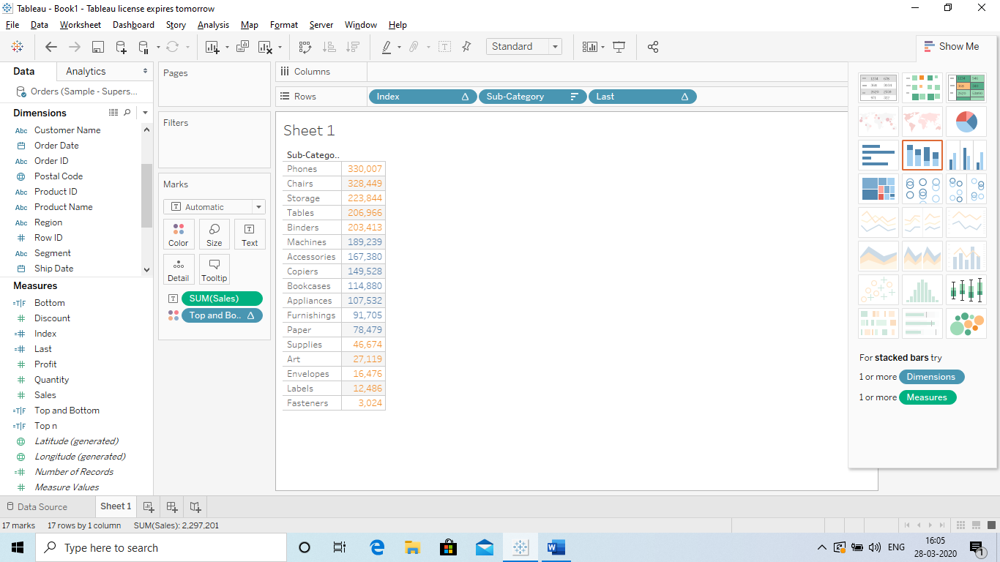 Tableau - Book1 - Tableau license expires tomorrow
File Data Worksheet Dashboard Story Analysis Map Format Server Window Help
Standard
Show Me
Data Analytics
Orders (Sample - Supers...
Dimensions
Abc Customer Name
Order Date
Abc Order ID
Postal Code
Abc Product ID
Abc Product Name
Abc Region
# Row ID
Abc Segment
Ship Date
Measures
=T|F Bottom
# Discount
=# Index
=# Last
# Profit
# Quantity
# Sales
=T|F Top and Bottom
=T|F Top n
Latitude (generated)
Longitude (generated)
=# Number of Records
# Measure Values
Pages
Filters
Marks
T Automatic
Color Size Text
Detail Tooltip
T SUM(Sales)
Top and Bo.. Δ
Columns
Rows Index Δ Sub-Category Last Δ
Sheet 1
Sub-Catego..
Phones 330,007
Chairs 328,449
Storage 223,844
Tables 206,966
Binders 203,413
Machines 189,239
Accessories 167,380
Copiers 149,528
Bookcases 114,880
Appliances 107,532
Furnishings 91,705
Paper 78,479
Supplies 46,674
Art 27,119
Envelopes 16,476
Labels 12,486
Fasteners 3,024
For stacked bars try
1 or more Dimensions
1 or more Measures
Data Source Sheet 1
17 marks 17 rows by 1 column SUM(Sales): 2,297,201
Type here to search
ENG
16:05
28-03-2020
1